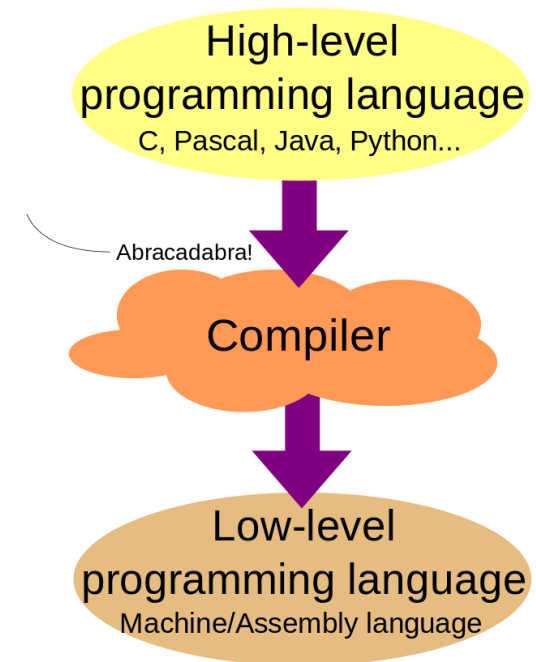 High-level
programming language
C, Pascal, Java, Python...
Abracadabra!
Compiler
Low-level
programming language
Machine/Assembly language